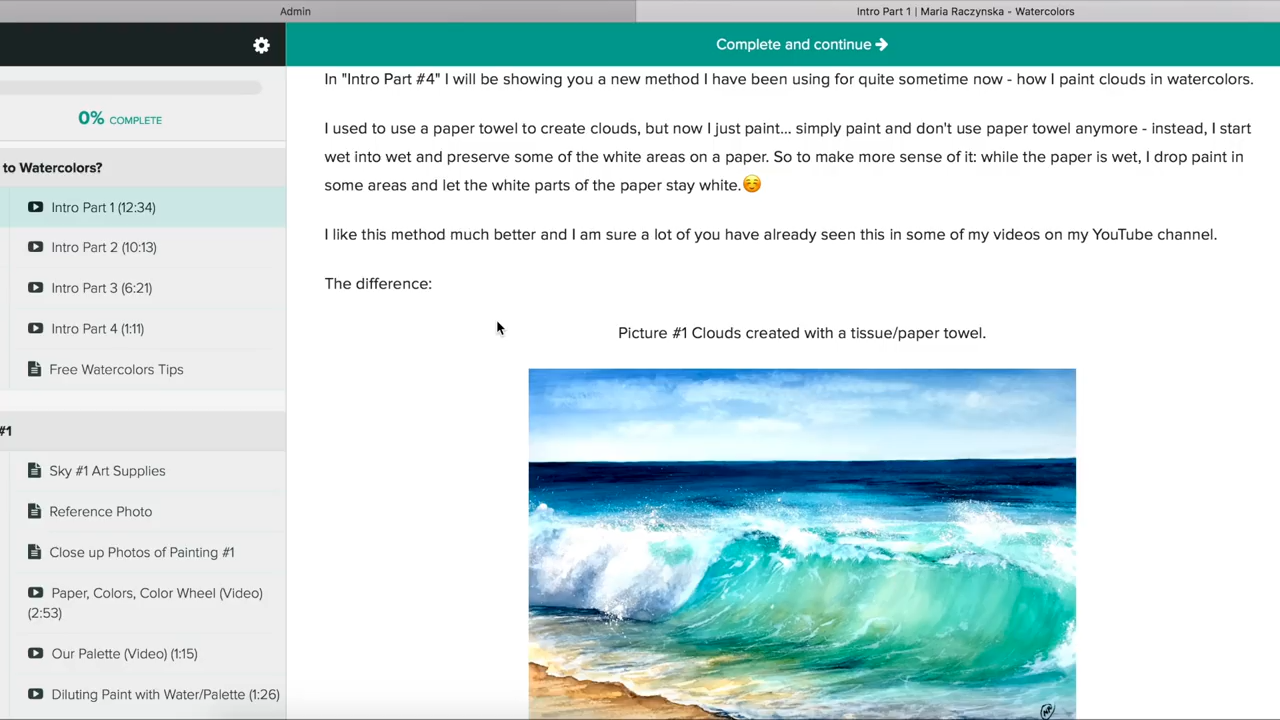 Admin
Intro Part 1 | Maria Raczynska - Watercolors
Complete and continue
0% COMPLETE
to Watercolors?
Intro Part 1 (12:34)
Intro Part 2 (10:13)
Intro Part 3 (6:21)
Intro Part 4 (1:11)
Free Watercolors Tips
#1
Sky #1 Art Supplies
Reference Photo
Close up Photos of Painting #1
Paper, Colors, Color Wheel (Video)
(2:53)
Our Palette (Video) (1:15)
Diluting Paint with Water/Palette (1:26)
In "Intro Part #4" I will be showing you a new method I have been using for quite sometime now - how I paint clouds in watercolors.
I used to use a paper towel to create clouds, but now I just paint... simply paint and don't use paper towel anymore - instead, I start
wet into wet and preserve some of the white areas on a paper. So to make more sense of it: while the paper is wet, I drop paint in
some areas and let the white parts of the paper stay white.
I like this method much better and I am sure a lot of you have already seen this in some of my videos on my YouTube channel.
The difference:
Picture #1 Clouds created with a tissue/paper towel.